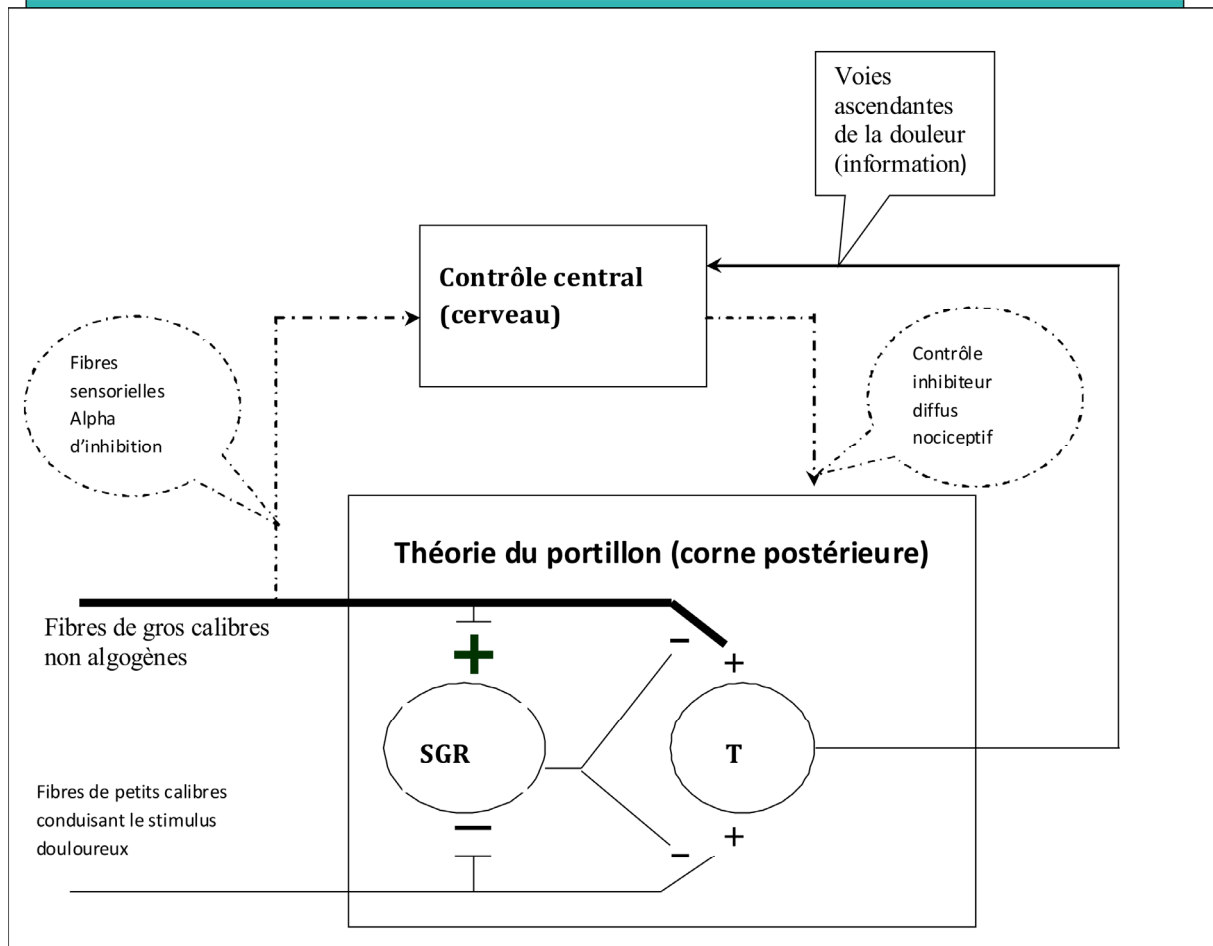 Voies
ascendantes
de la douleur
(information)
Contrôle central
(cerveau)
Fibres
sensorielles
Alpha
d'inhibition
Contrôle
inhibiteur
diffus
nociceptif
Théorie du portillon (corne postérieure)
Fibres de gros calibres
non algogènes
+
−
+
SGR
T
Fibres de petits calibres
conduisant le stimulus
douloureux
−
−
+